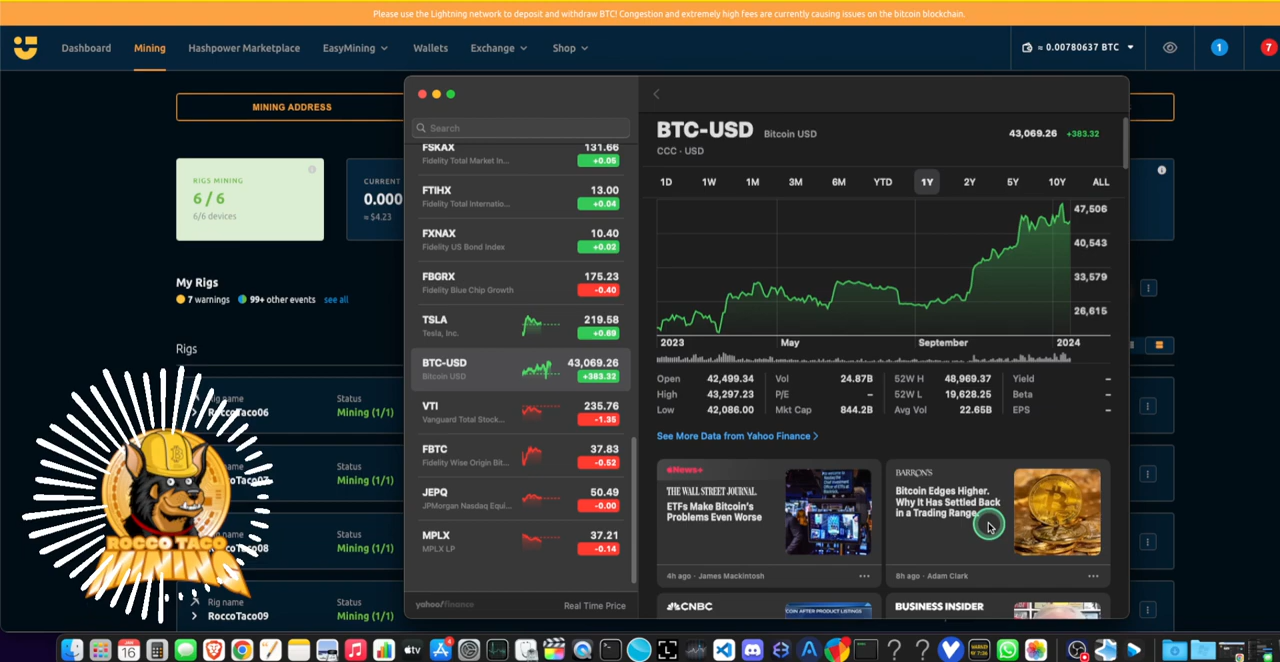 Please use the Lightning network to deposit and withdraw BTC! Congestion and extremely high fees are currently causing issues on the bitcoin blockchain.
Dashboard Mining Hashpower Marketplace EasyMining Wallets Exchange Shop ≈ 0.00780637 BTC 1 7
MINING ADDRESS
RIGS MINING
6 / 6
6/6 devices
CURRENT
0.000
≈ $4.23
My Rigs
7 warnings 99+ other events see all
Rigs
Rig name
RoccoTaco06
Status
Mining (1/1)
name
Status
Mining (1/1)
name
coTaco08
Status
Mining (1/1)
Rig name
RoccoTaco09
Status
Mining (1/1)
ROCCO TACO
MINING
Search
FSKAX 131.66
Fidelity Total Market In... +0.05
FTIHX 13.00
Fidelity Total Internatio... +0.04
FXNAX 10.40
Fidelity US Bond Index +0.02
FBGRX 175.23
Fidelity Blue Chip Growth -0.40
TSLA 219.58
Tesla, Inc. +0.69
BTC-USD 43,069.26
Bitcoin USD +383.32
VTI 235.76
Vanguard Total Stock... -1.35
FBTC 37.83
Fidelity Wise Origin Bit... -0.52
JEPQ 50.49
JPMorgan Nasdaq Equi... -0.00
MPLX 37.21
MPLX LP -0.14
yahoo!finance Real Time Price
BTC-USD Bitcoin USD 43,069.26 +383.32
CCC · USD
1D 1W 1M 3M 6M YTD 1Y 2Y 5Y 10Y ALL
47,506
40,543
33,579
26,615
2023 May September 2024
Open 42,499.34 Vol 24.87B 52W H 48,969.37 Yield –
High 43,297.23 P/E – 52W L 19,628.25 Beta –
Low 42,086.00 Mkt Cap 844.2B Avg Vol 22.65B EPS –
See More Data from Yahoo Finance >
News+
THE WALL STREET JOURNAL
ETFs Make Bitcoin's
Problems Even Worse
4h ago · James Mackintosh
BARRON'S
Bitcoin Edges Higher.
Why It Has Settled Back
in a Trading Range.
8h ago · Adam Clark
CNBC
COIN AFTER PRODUCT LISTINGS
BUSINESS INSIDER
16
tv
4